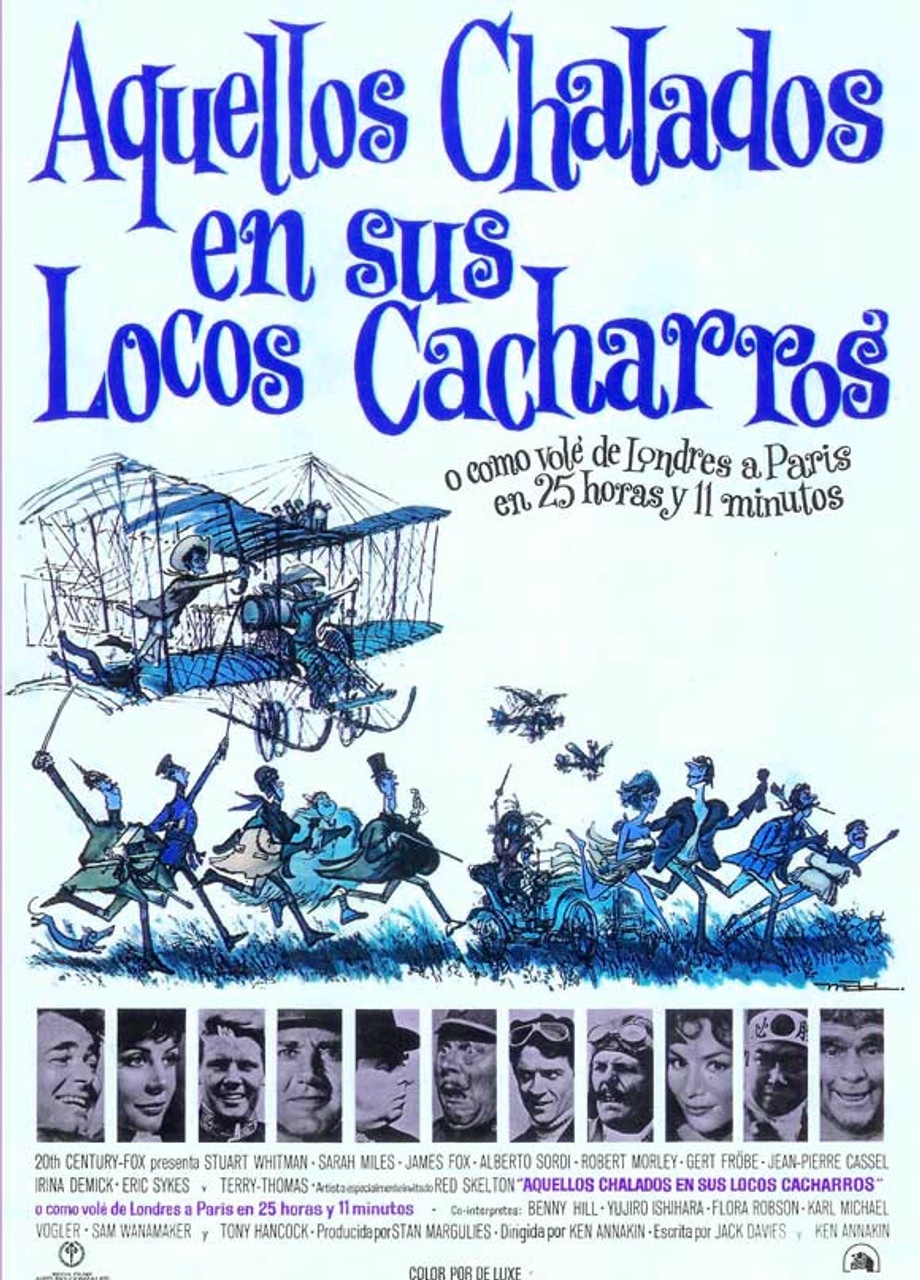 Aquellos Chalados
en sus
Locos Cacharros
o como volé de Londres a Paris
en 25 horas y 11 minutos
20th CENTURY-FOX presenta STUART WHITMAN · SARAH MILES · JAMES FOX · ALBERTO SORDI · ROBERT MORLEY · GERT FRÖBE · JEAN-PIERRE CASSEL
IRINA DEMICK · ERIC SYKES y TERRY-THOMAS · Artista especialmente invitado RED SKELTON "AQUELLOS CHALADOS EN SUS LOCOS CACHARROS"
o como volé de Londres a Paris en 25 horas y 11 minutos · Co-interpretes: BENNY HILL · YUJIRO ISHIHARA · FLORA ROBSON · KARL MICHAEL
VOGLER · SAM WANAMAKER y TONY HANCOCK · Producida por STAN MARGULIES · Dirigida por KEN ANNAKIN · Escrita por JACK DAVIES y KEN ANNAKIN
COLOR POR DE LUXE